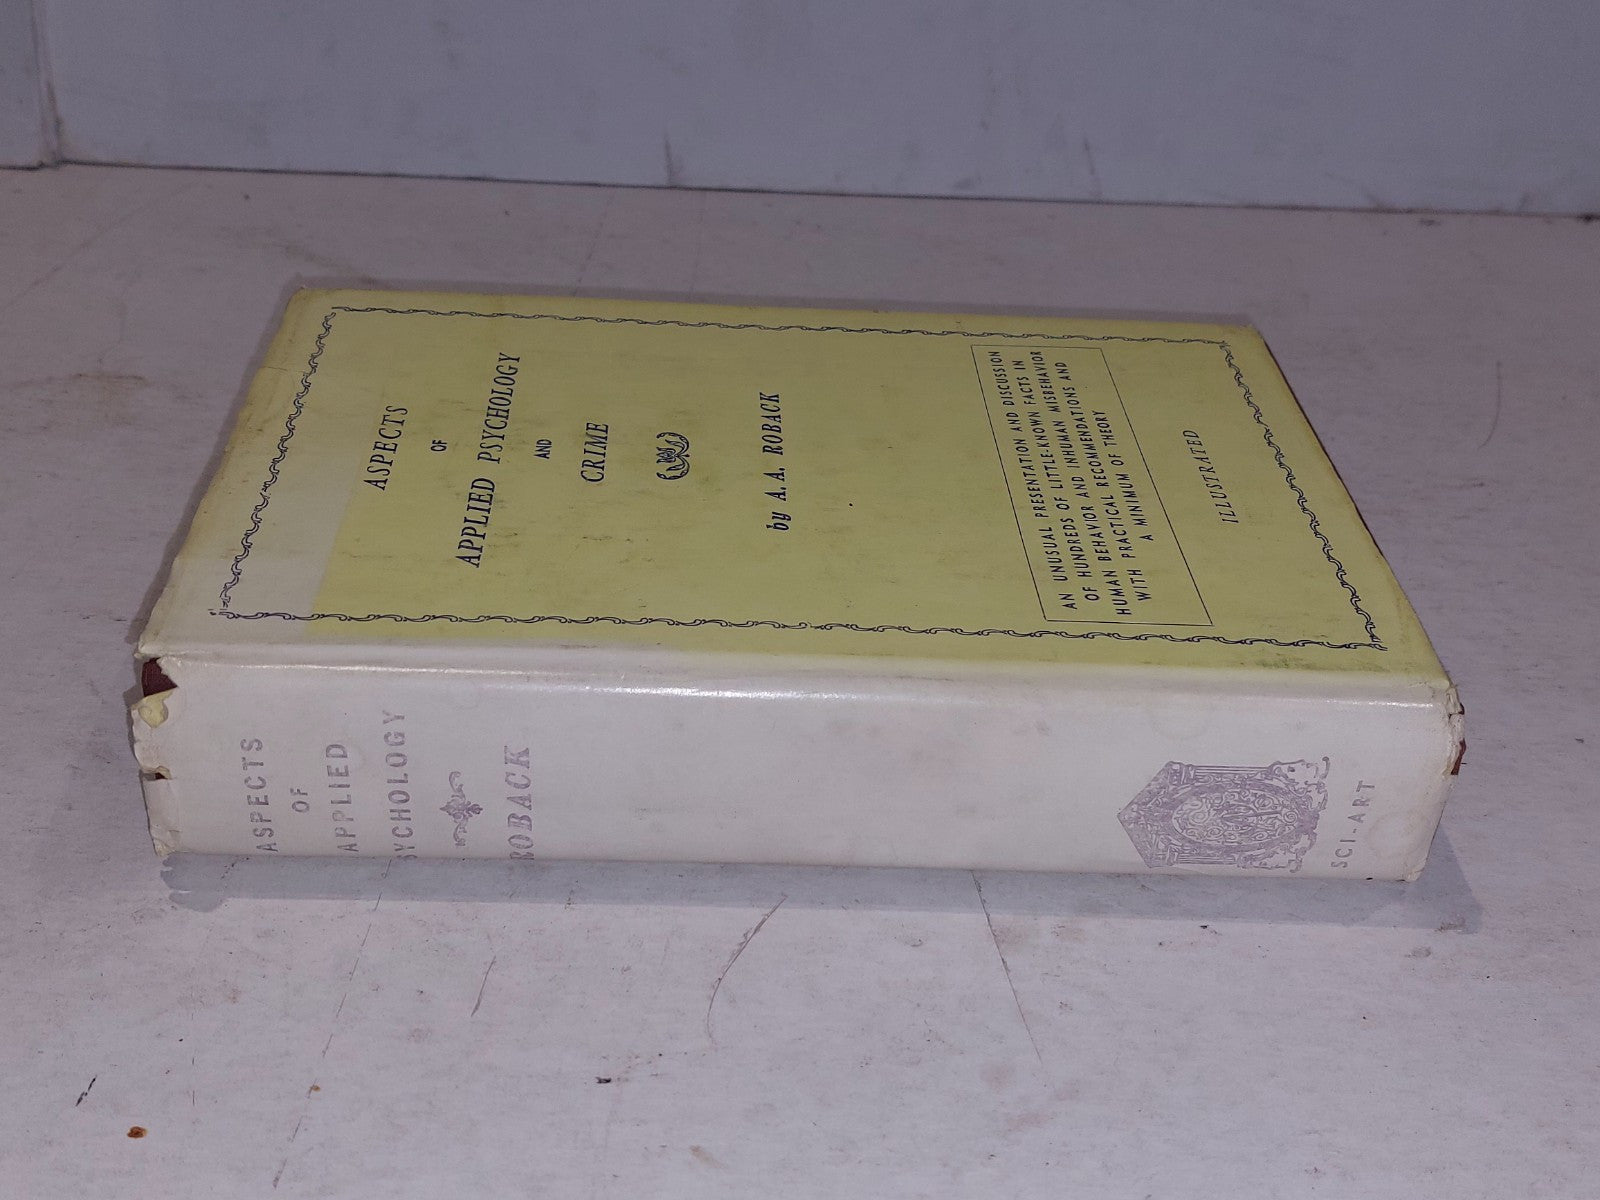 ASPECTS
OF
APPLIED PSYCHOLOGY
AND
CRIME
by A. A. ROBACK
AN UNUSUAL PRESENTATION AND DISCUSSION
OF HUNDREDS OF LITTLE-KNOWN FACTS IN
HUMAN BEHAVIOR AND INHUMAN MISBEHAVIOR
WITH PRACTICAL RECOMMENDATIONS AND
A MINIMUM OF THEORY
ILLUSTRATED
ASPECTS
OF
APPLIED
PSYCHOLOGY
ROBACK
SCI-ART